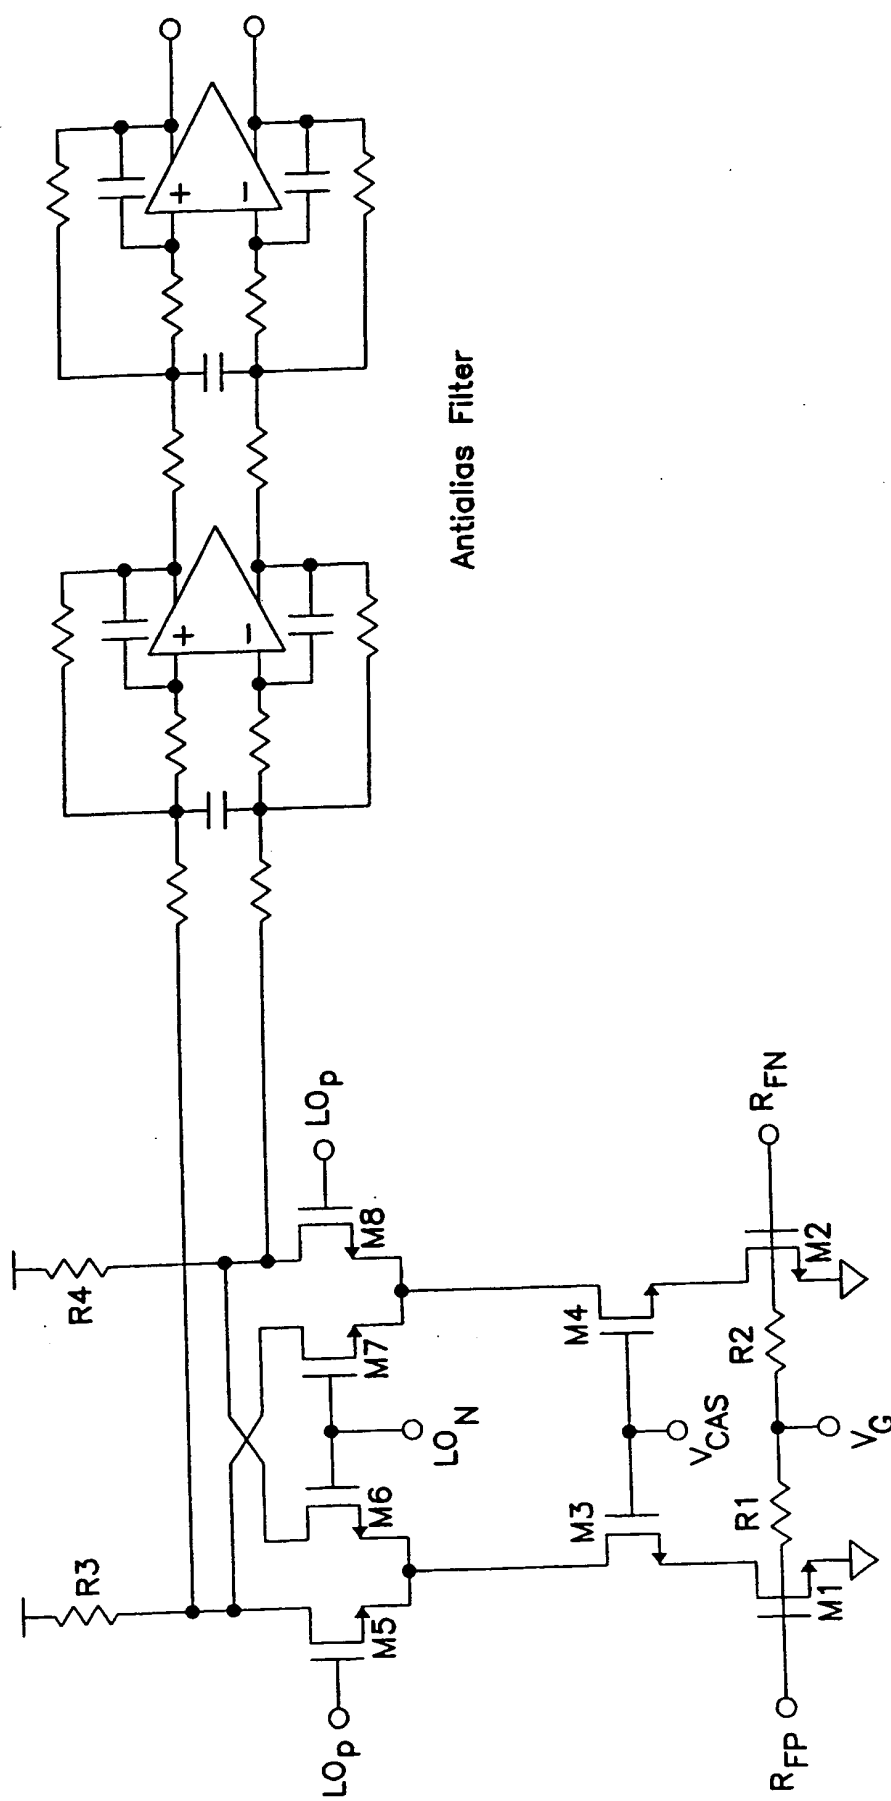 +
−
+
−
Antialias Filter
R3
R4
LOp
M5
M6
M7
M8
LOp
LO N
M3
M4
VCAS
R1
R2
VG
M1
M2
RFP
RFN